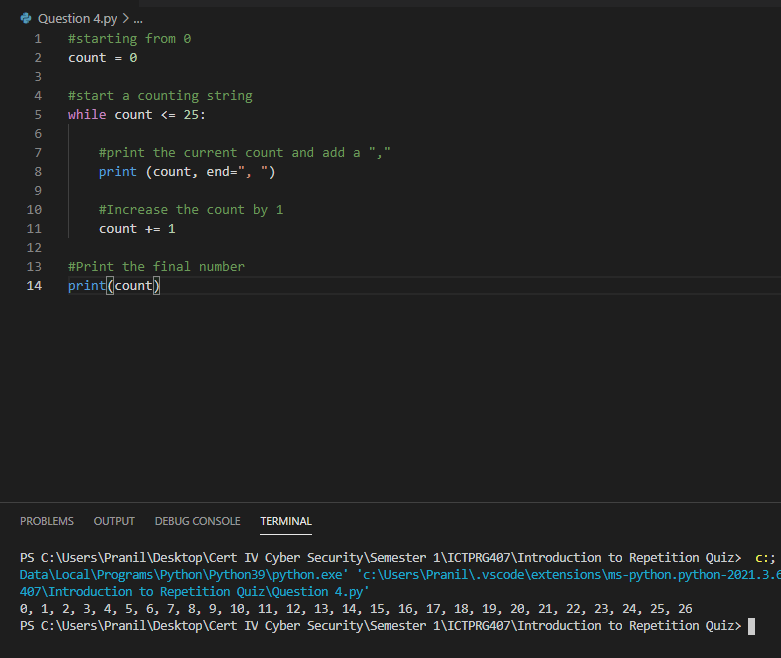 Question 4.py > ...
1 #starting from 0
2 count = 0
3
4 #start a counting string
5 while count <= 25:
6
7 #print the current count and add a ","
8 print (count, end=", ")
9
10 #Increase the count by 1
11 count += 1
12
13 #Print the final number
14 print(count)
PROBLEMS OUTPUT DEBUG CONSOLE TERMINAL
PS C:\Users\Pranil\Desktop\Cert IV Cyber Security\Semester 1\ICTPRG407\Introduction to Repetition Quiz> c:;
Data\Local\Programs\Python\Python39\python.exe' 'c:\Users\Pranil\.vscode\extensions\ms-python.python-2021.3.6
407\Introduction to Repetition Quiz\Question 4.py'
0, 1, 2, 3, 4, 5, 6, 7, 8, 9, 10, 11, 12, 13, 14, 15, 16, 17, 18, 19, 20, 21, 22, 23, 24, 25, 26
PS C:\Users\Pranil\Desktop\Cert IV Cyber Security\Semester 1\ICTPRG407\Introduction to Repetition Quiz>